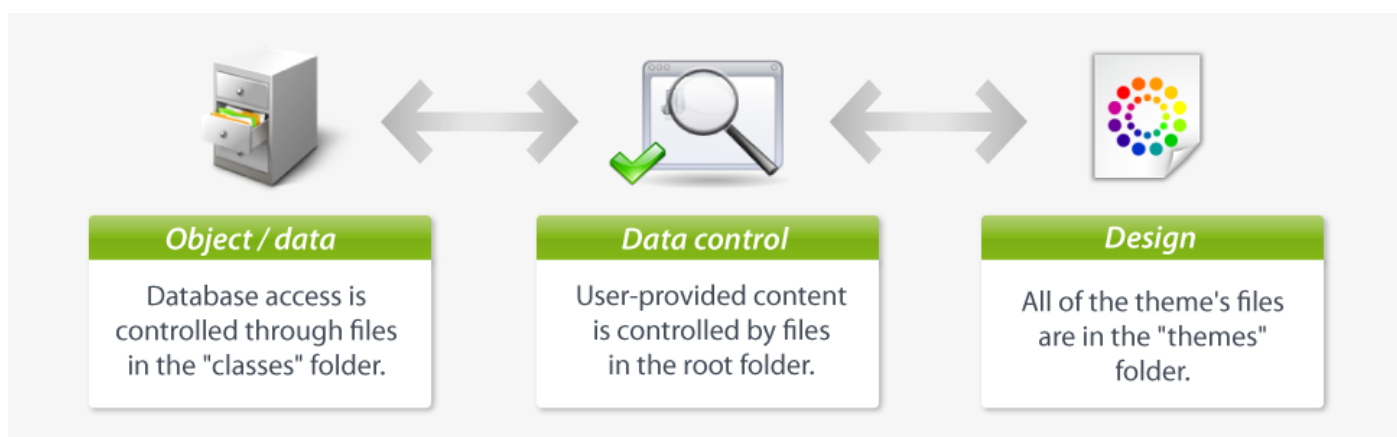 Object / data
Database access is
controlled through files
in the "classes" folder.
Data control
User-provided content
is controlled by files
in the root folder.
Design
All of the theme's files
are in the "themes"
folder.